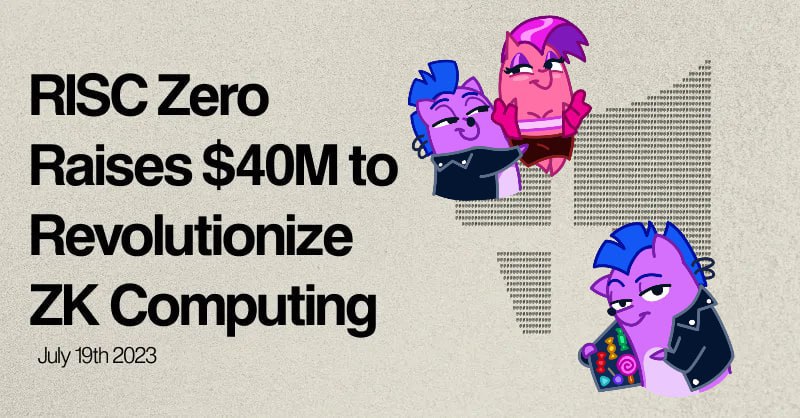 RISC Zero
Raises $40M to
Revolutionize
ZK Computing
July 19th 2023